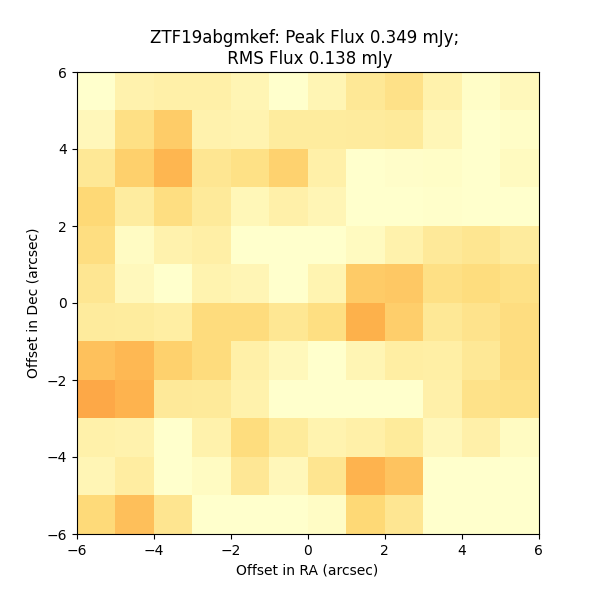 ZTF19abgmkef: Peak Flux 0.349 mJy;
RMS Flux 0.138 mJy
6
4
2
0
−2
−4
−6
Offset in Dec (arcsec)
−6 −4 −2 0 2 4 6
Offset in RA (arcsec)